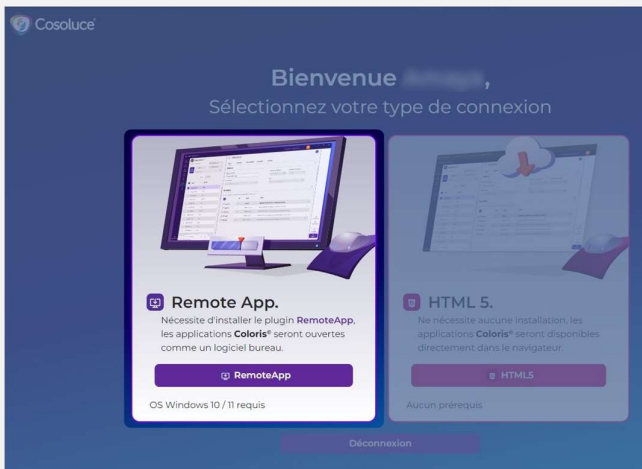 Cosoluce
Bienvenue ,
Sélectionnez votre type de connexion
Remote App.
Nécessite d'installer le plugin RemoteApp,
les applications Coloris® seront ouvertes
comme un logiciel bureau.
RemoteApp
OS Windows 10 / 11 requis
HTML 5.
Ne nécessite aucune installation, les
applications Coloris® seront disponibles
directement dans le navigateur.
HTML5
Aucun prérequis
Déconnexion